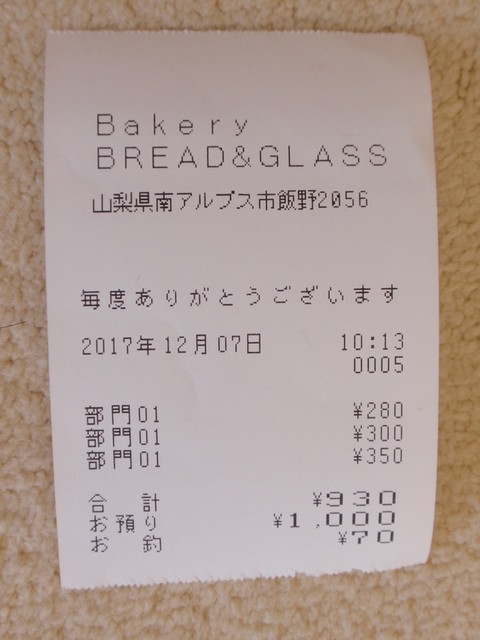 Bakery
BREAD&GLASS
山梨県南アルプス市飯野2056
毎度ありがとうございます
2017年12月07日 10:13
0005
部門01 ¥280
部門01 ¥300
部門01 ¥350
合 計 ¥930
お預り ¥1,000
お 釣 ¥70